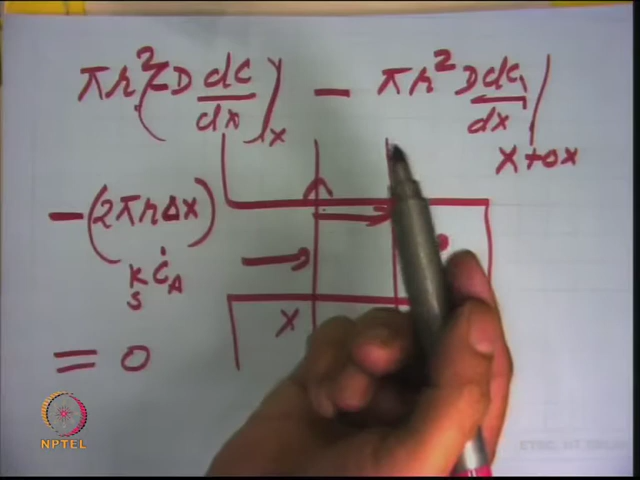 πr²(-D dC/dx)|x − πr² D dC/dx|x+Δx
−(2πrΔx)
ks CA
= 0
x
NPTEL